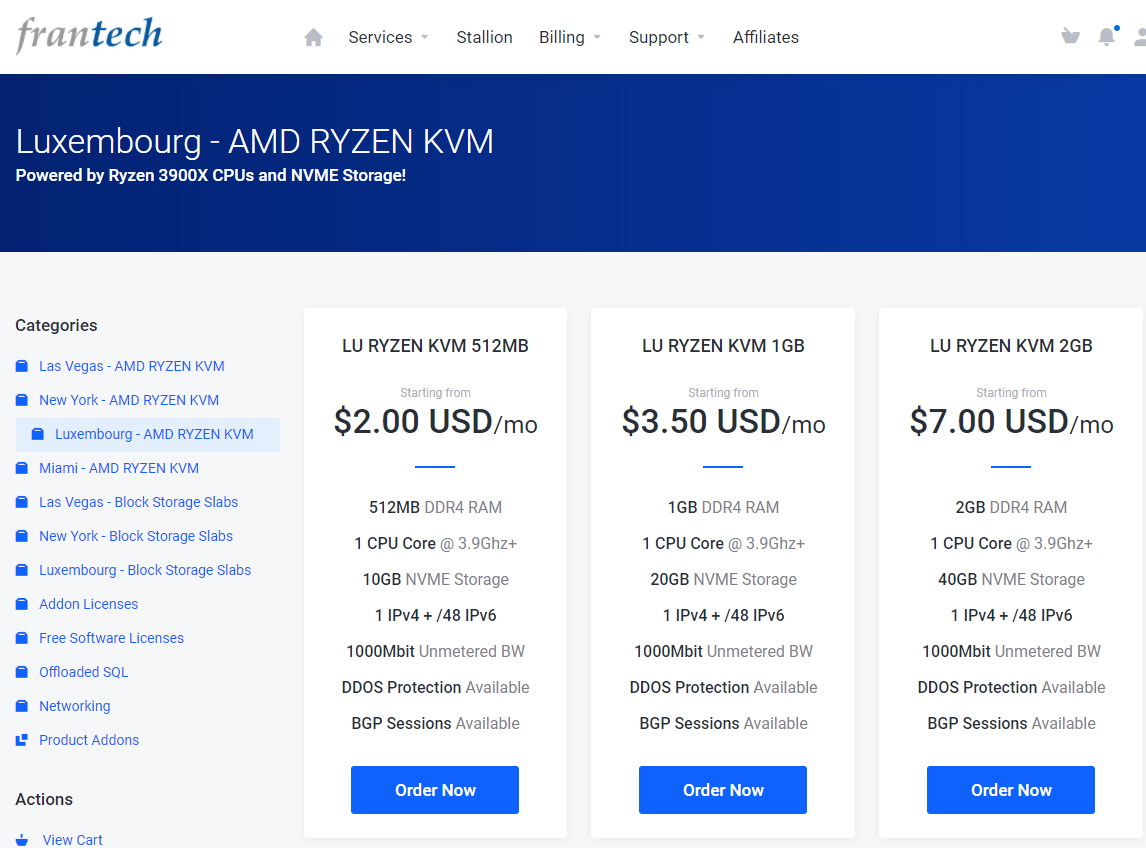 frantech
Services
Stallion
Billing
Support
Affiliates
Luxembourg - AMD RYZEN KVM
Powered by Ryzen 3900X CPUs and NVME Storage!
Categories
Las Vegas - AMD RYZEN KVM
New York - AMD RYZEN KVM
Luxembourg - AMD RYZEN KVM
Miami - AMD RYZEN KVM
Las Vegas - Block Storage Slabs
New York - Block Storage Slabs
Luxembourg - Block Storage Slabs
Addon Licenses
Free Software Licenses
Offloaded SQL
Networking
Product Addons
Actions
View Cart
LU RYZEN KVM 512MB
Starting from
$2.00 USD/mo
512MB DDR4 RAM
1 CPU Core @ 3.9Ghz+
10GB NVME Storage
1 IPv4 + /48 IPv6
1000Mbit Unmetered BW
DDOS Protection Available
BGP Sessions Available
Order Now
LU RYZEN KVM 1GB
Starting from
$3.50 USD/mo
1GB DDR4 RAM
1 CPU Core @ 3.9Ghz+
20GB NVME Storage
1 IPv4 + /48 IPv6
1000Mbit Unmetered BW
DDOS Protection Available
BGP Sessions Available
Order Now
LU RYZEN KVM 2GB
Starting from
$7.00 USD/mo
2GB DDR4 RAM
1 CPU Core @ 3.9Ghz+
40GB NVME Storage
1 IPv4 + /48 IPv6
1000Mbit Unmetered BW
DDOS Protection Available
BGP Sessions Available
Order Now